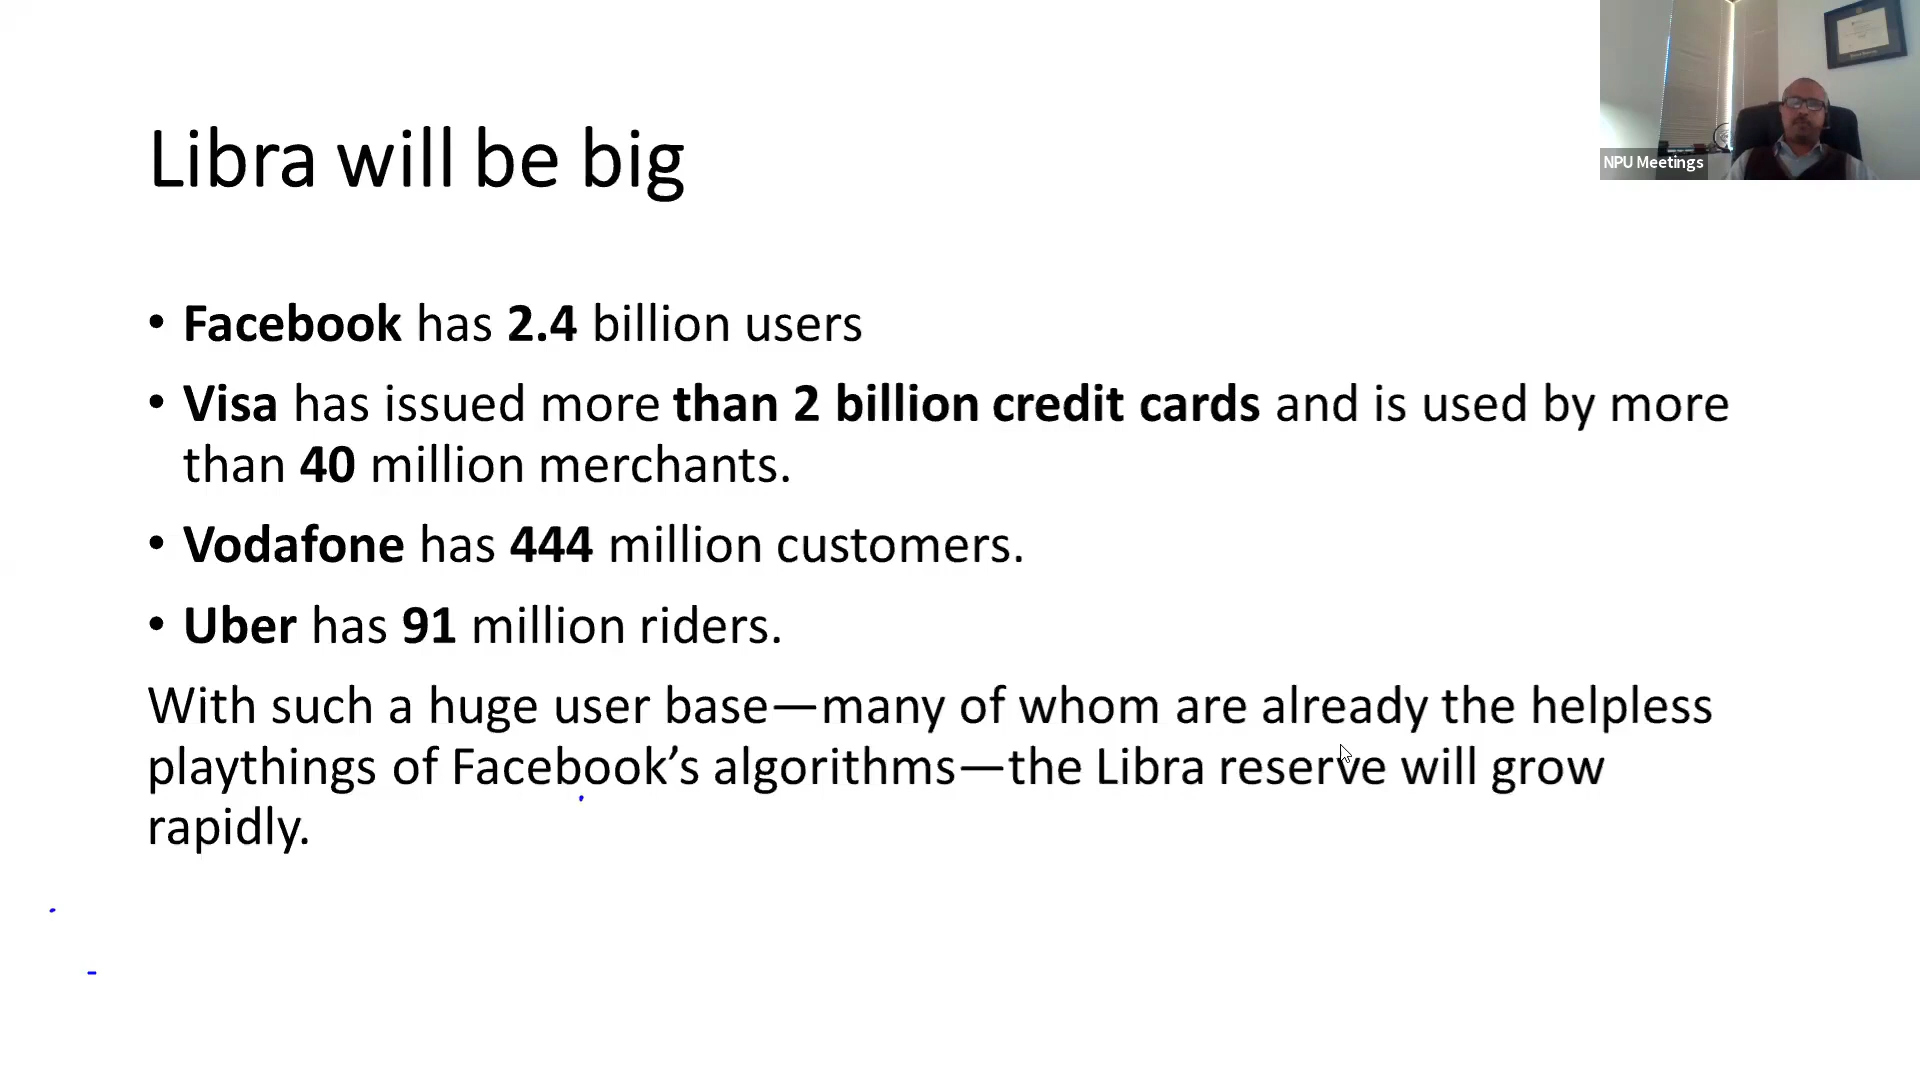 Libra will be big
• Facebook has 2.4 billion users
• Visa has issued more than 2 billion credit cards and is used by more
than 40 million merchants.
• Vodafone has 444 million customers.
• Uber has 91 million riders.
With such a huge user base—many of whom are already the helpless
playthings of Facebook’s algorithms—the Libra reserve will grow
rapidly.
NPU Meetings